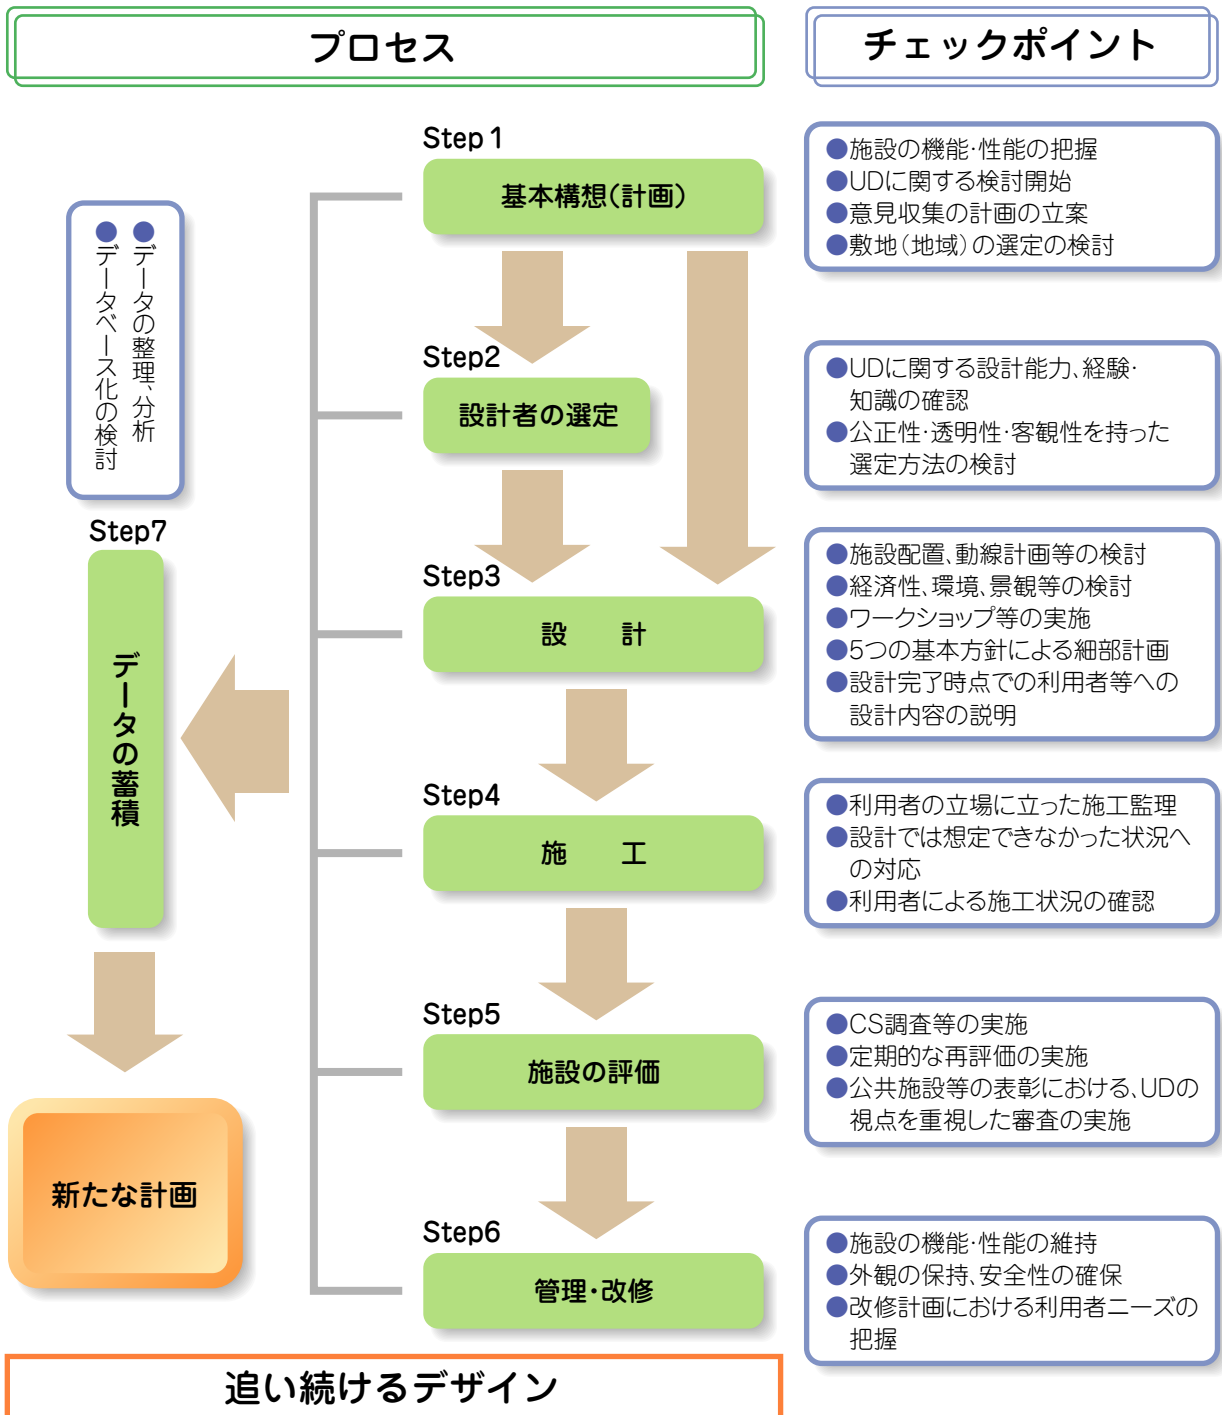 プロセス
チェックポイント
Step1
基本構想(計画)
●施設の機能・性能の把握
●UDに関する検討開始
●意見収集の計画の立案
●敷地(地域)の選定の検討
Step2
設計者の選定
●UDに関する設計能力、経験・
知識の確認
●公正性・透明性・客観性を持った
選定方法の検討
Step3
設　計
●施設配置、動線計画等の検討
●経済性、環境、景観等の検討
●ワークショップ等の実施
●5つの基本方針による細部計画
●設計完了時点での利用者等への
設計内容の説明
Step4
施　工
●利用者の立場に立った施工監理
●設計では想定できなかった状況へ
の対応
●利用者による施工状況の確認
Step5
施設の評価
●CS調査等の実施
●定期的な再評価の実施
●公共施設等の表彰における、UDの
視点を重視した審査の実施
Step6
管理・改修
●施設の機能・性能の維持
●外観の保持、安全性の確保
●改修計画における利用者ニーズの
把握
●データの整理、分析
●データベース化の検討
Step7
データの蓄積
新たな計画
追い続けるデザイン